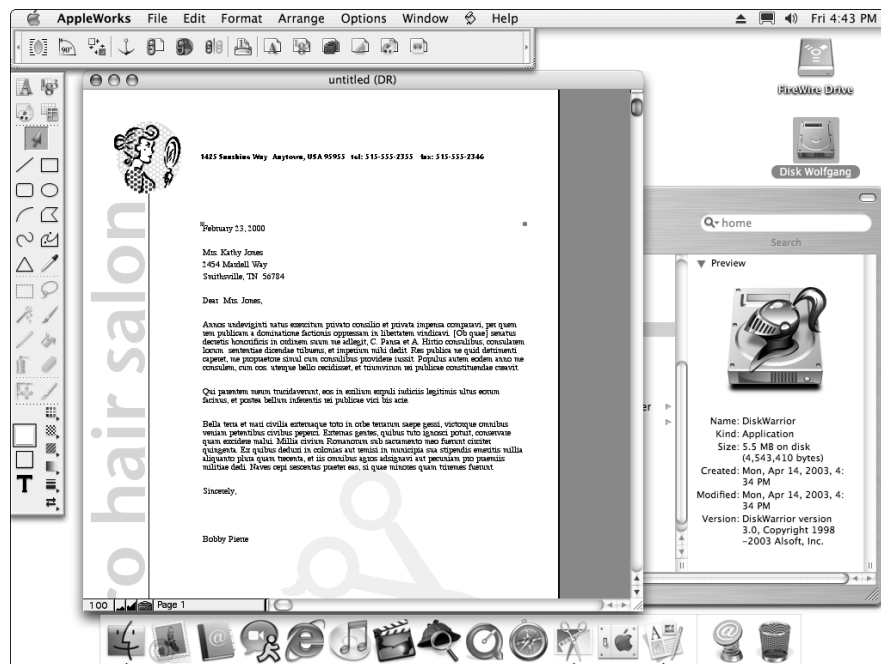 AppleWorks File Edit Format Arrange Options Window Help Fri 4:43 PM
90°
untitled (DR)
FireWire Drive
Disk Wolfgang
1425 Sunshine Way Anytown, USA 95955 tel: 515-555-2355 fax: 515-555-2346
ro hair salon
February 23, 2000
Mrs. Kathy Jones
2454 Mardell Way
Smithsville, TN 56784
Dear Mrs. Jones,
Annos undeviginti natus exercitum privato consilio et privata impensa comparavi, per quem
rem publicam a dominatione factionis oppressam in libertatem vindicavi. [Ob quae] senatus
decretis honorificis in ordinem suum me adlegit, C. Pansa et A. Hirtio consulibus, consularem
locum sententiae dicendae tribuens, et imperium mihi dedit. Res publica ne quid detrimenti
caperet, me propraetore simul cum consulibus providere iussit. Populus autem eodem anno me
consulem, cum cos. uterque bello cecidisset, et triumvirum rei publicae constituendae creavit.
Qui parentem meum trucidaverunt, eos in exilium expuli iudiciis legitimis ultus eorum
facinus, et postea bellum inferentis rei publicae vici bis acie.
Bella terra et mari civilia externaque toto in orbe terrarum saepe gessi, victorque omnibus
veniam petentibus civibus peperci. Externas gentes, quibus tuto ignosci potuit, conservare
quam excidere malui. Millia civium Romanorum sub sacramento meo fuerunt circiter
quingenta. Ex quibus deduxi in colonias aut remisi in municipia sua stipendis emeritis millia
aliquanto plura quam trecenta, et iis omnibus agros adsignavi aut pecuniam pro praemiis
militiae dedi. Naves cepi sescentas praeter eas, si quae minores quam triremes fuerunt.
Sincerely,
Bobby Pierre
100 Page 1
home
Search
Preview
er
Name: DiskWarrior
Kind: Application
Size: 5.5 MB on disk
(4,543,410 bytes)
Created: Mon, Apr 14, 2003, 4:
34 PM
Modified: Mon, Apr 14, 2003, 4:
34 PM
Version: DiskWarrior version
3.0, Copyright 1998
-2003 Alsoft, Inc.